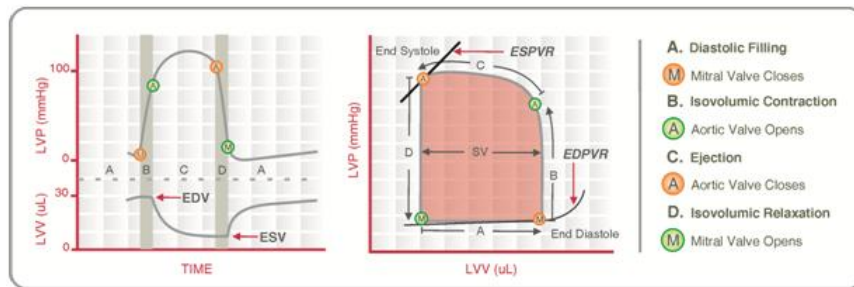 LVP (mmHg)
100
0
A
M
A
M
A B C D A
LVV (uL)
30
0
EDV
ESV
TIME
LVP (mmHg)
End Systole
ESPVR
A
C
A
D
SV
B
EDPVR
M
M
A
End Diastole
LVV (uL)
A. Diastolic Filling
M Mitral Valve Closes
B. Isovolumic Contraction
A Aortic Valve Opens
C. Ejection
A Aortic Valve Closes
D. Isovolumic Relaxation
M Mitral Valve Opens